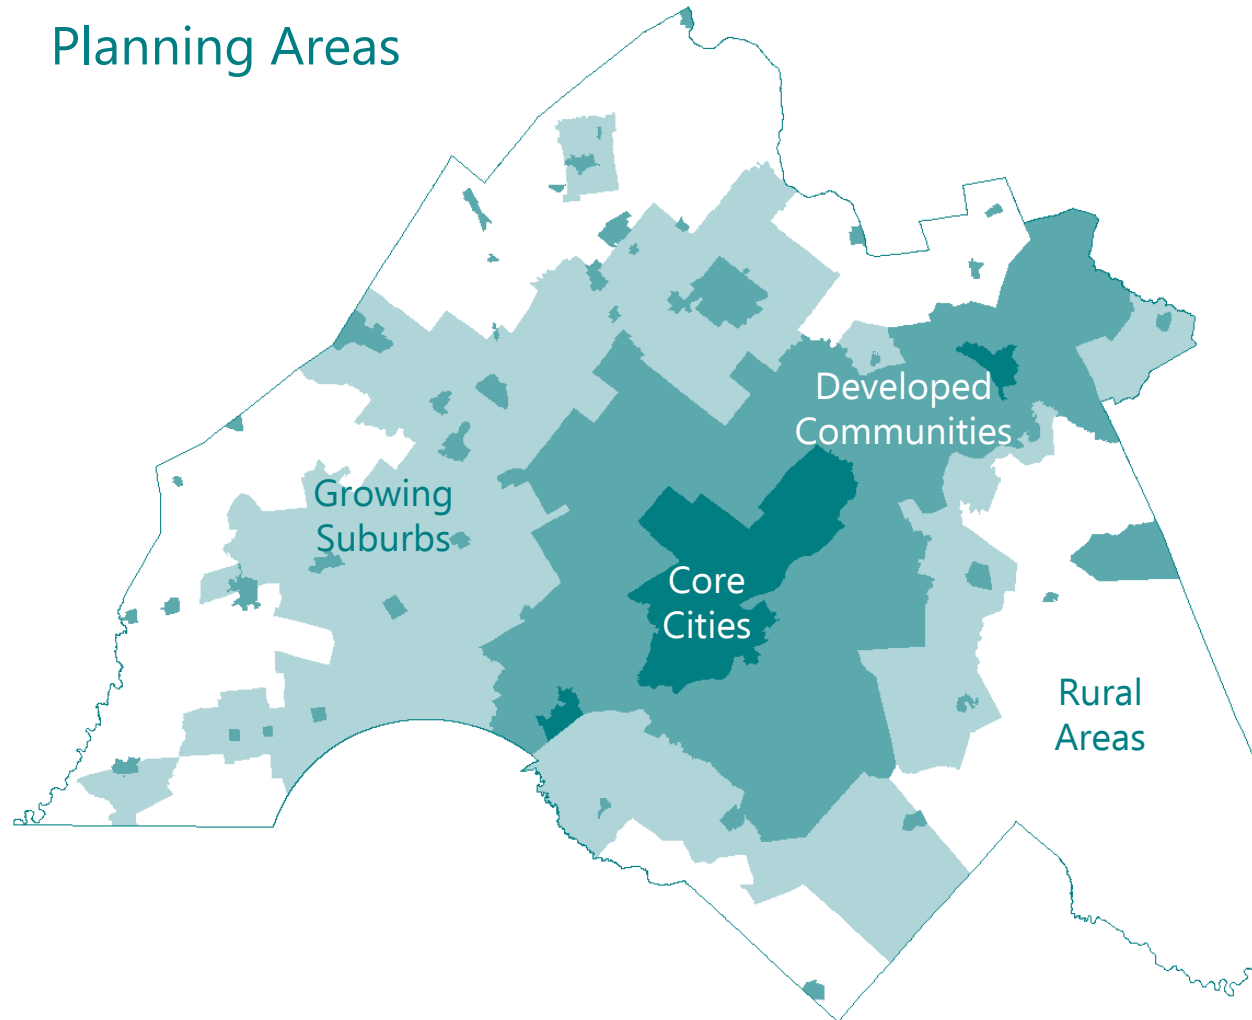 Planning Areas
Developed
Communities
Growing
Suburbs
Core
Cities
Rural
Areas